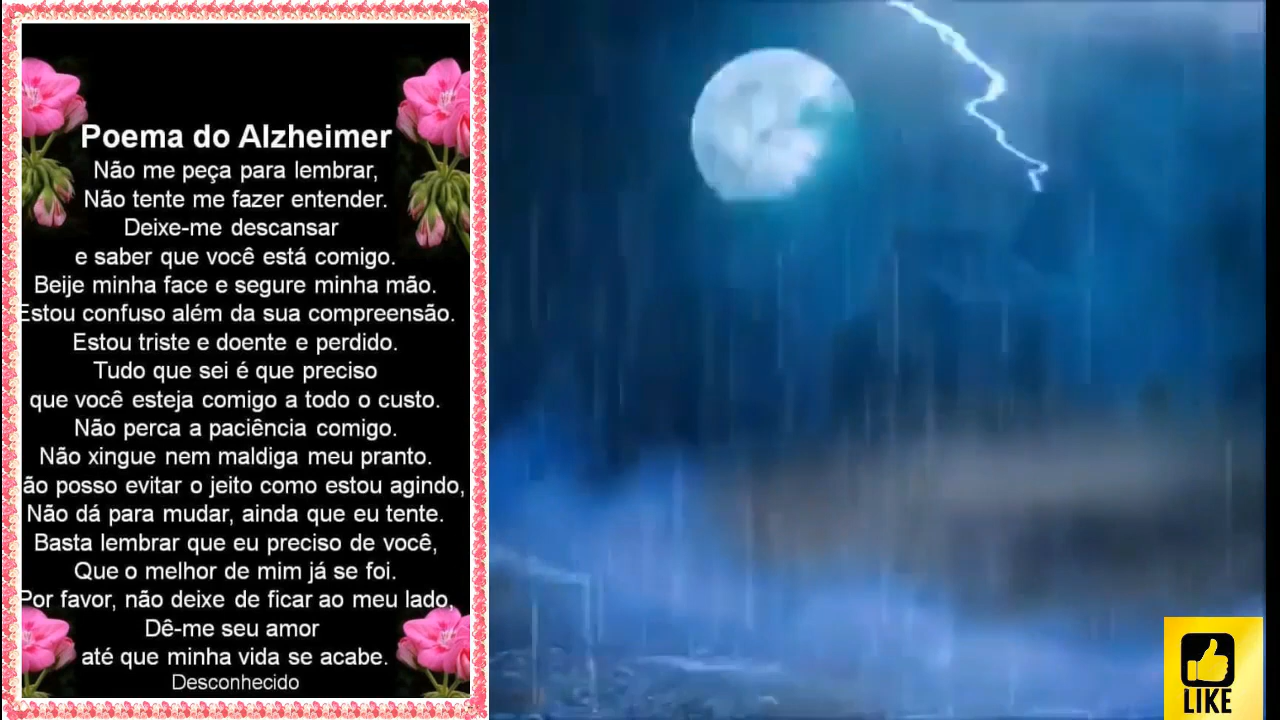 Poema do Alzheimer
Não me peça para lembrar,
Não tente me fazer entender.
Deixe-me descansar
e saber que você está comigo.
Beije minha face e segure minha mão.
Estou confuso além da sua compreensão.
Estou triste e doente e perdido.
Tudo que sei é que preciso
que você esteja comigo a todo o custo.
Não perca a paciência comigo.
Não xingue nem maldiga meu pranto.
ão posso evitar o jeito como estou agindo,
Não dá para mudar, ainda que eu tente.
Basta lembrar que eu preciso de você,
Que o melhor de mim já se foi.
Por favor, não deixe de ficar ao meu lado,
Dê-me seu amor
até que minha vida se acabe.
Desconhecido
LIKE